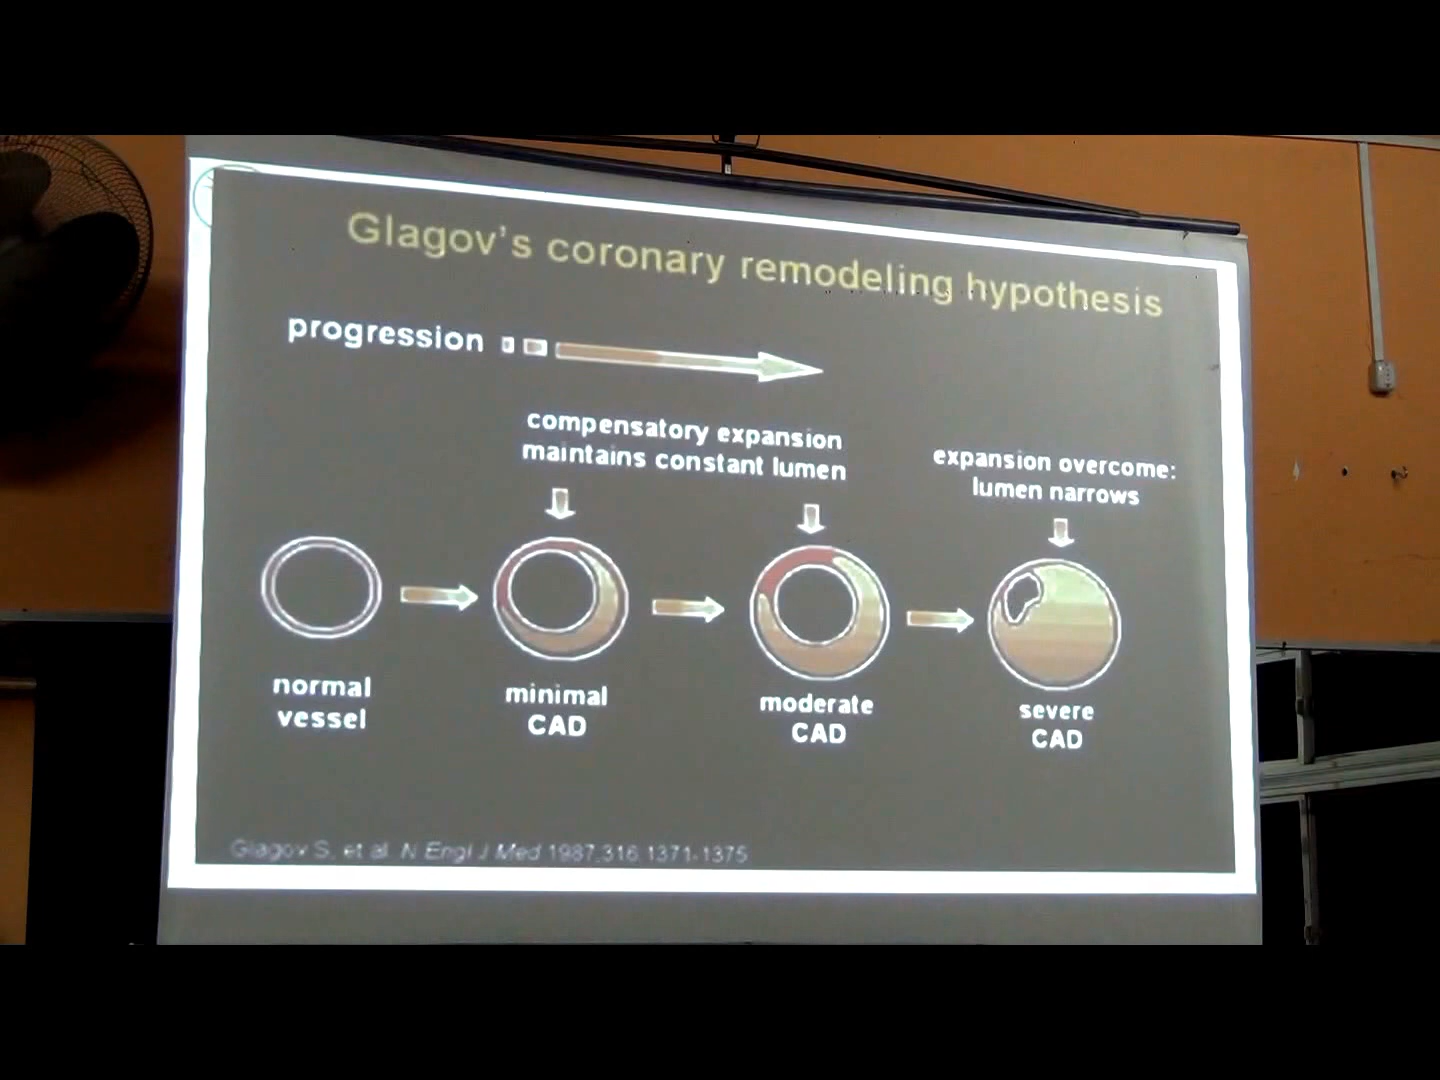 Glagov's coronary remodeling hypothesis
progression
compensatory expansion
maintains constant lumen
expansion overcome:
lumen narrows
normal
vessel
minimal
CAD
moderate
CAD
severe
CAD
Glagov S, et al N Engl J Med 1987,316,1371-1375